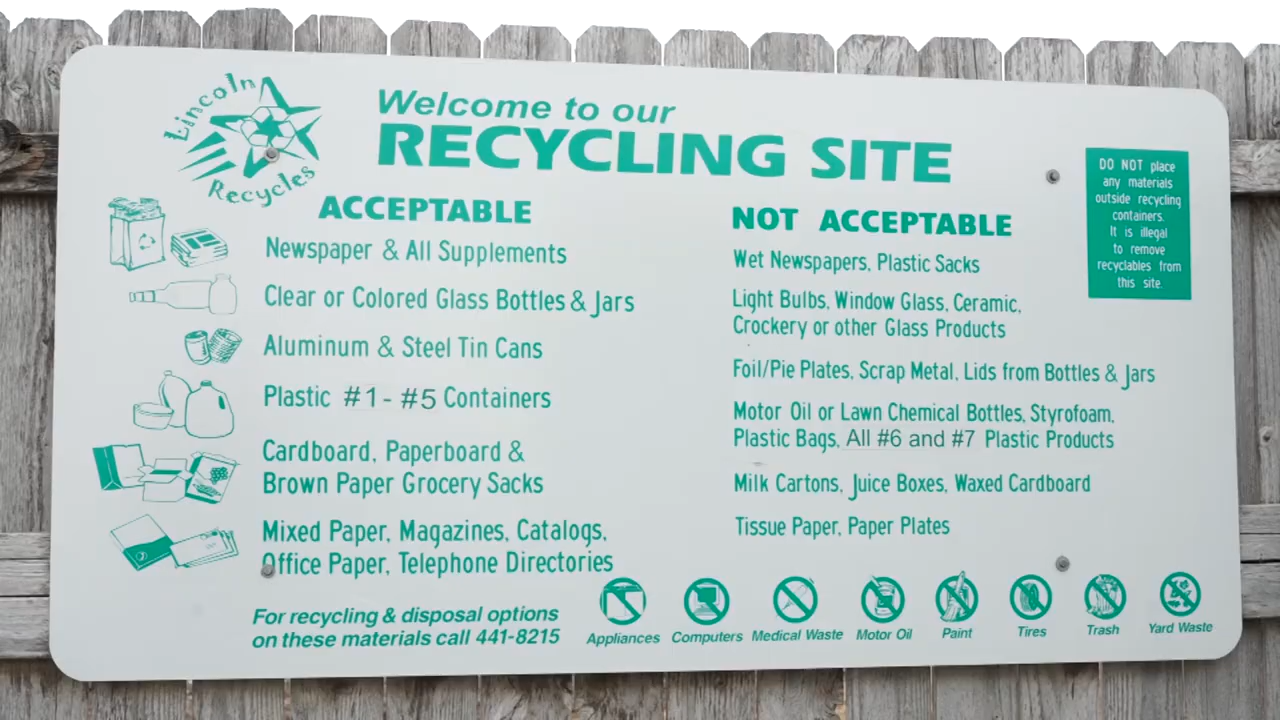 Lincoln
Recycles
Welcome to our
RECYCLING SITE
ACCEPTABLE
Newspaper & All Supplements
Clear or Colored Glass Bottles & Jars
Aluminum & Steel Tin Cans
Plastic #1- #5 Containers
Cardboard, Paperboard &
Brown Paper Grocery Sacks
Mixed Paper, Magazines, Catalogs,
Office Paper, Telephone Directories
NOT ACCEPTABLE
Wet Newspapers, Plastic Sacks
Light Bulbs, Window Glass, Ceramic,
Crockery or other Glass Products
Foil/Pie Plates, Scrap Metal, Lids from Bottles & Jars
Motor Oil or Lawn Chemical Bottles, Styrofoam,
Plastic Bags, All #6 and #7 Plastic Products
Milk Cartons, Juice Boxes, Waxed Cardboard
Tissue Paper, Paper Plates
DO NOT place
any materials
outside recycling
containers.
It is illegal
to remove
recyclables from
this site.
For recycling & disposal options
on these materials call 441-8215
Appliances
Computers
Medical Waste
Motor Oil
Paint
Tires
Trash
Yard Waste